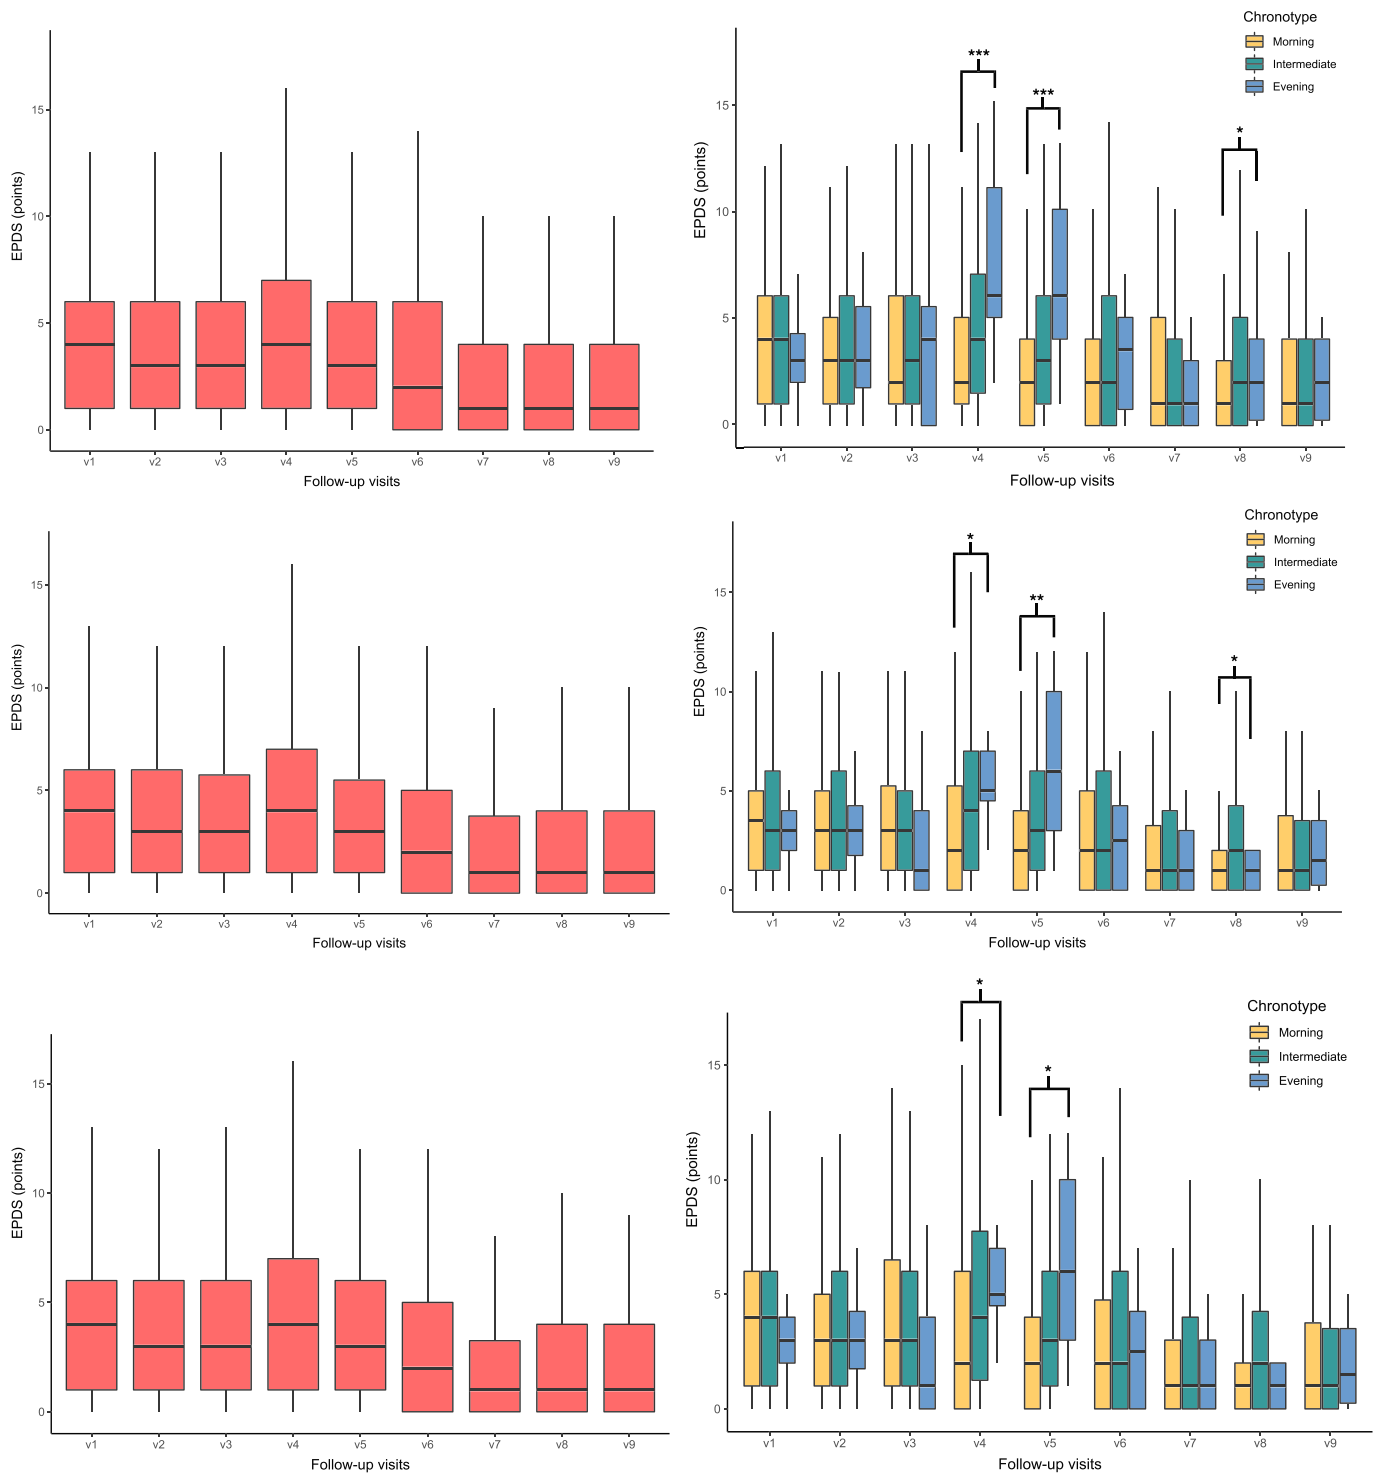 EPDS (points)
15
10
5
0
v1 v2 v3 v4 v5 v6 v7 v8 v9
Follow-up visits
Chronotype
Morning
Intermediate
Evening
EPDS (points)
15
10
5
0
***
***
*
v1 v2 v3 v4 v5 v6 v7 v8 v9
Follow-up visits
EPDS (points)
15
10
5
0
v1 v2 v3 v4 v5 v6 v7 v8 v9
Follow-up visits
Chronotype
Morning
Intermediate
Evening
EPDS (points)
15
10
5
0
*
**
*
v1 v2 v3 v4 v5 v6 v7 v8 v9
Follow-up visits
EPDS (points)
15
10
5
0
v1 v2 v3 v4 v5 v6 v7 v8 v9
Follow-up visits
Chronotype
Morning
Intermediate
Evening
EPDS (points)
15
10
5
0
*
*
v1 v2 v3 v4 v5 v6 v7 v8 v9
Follow-up visits